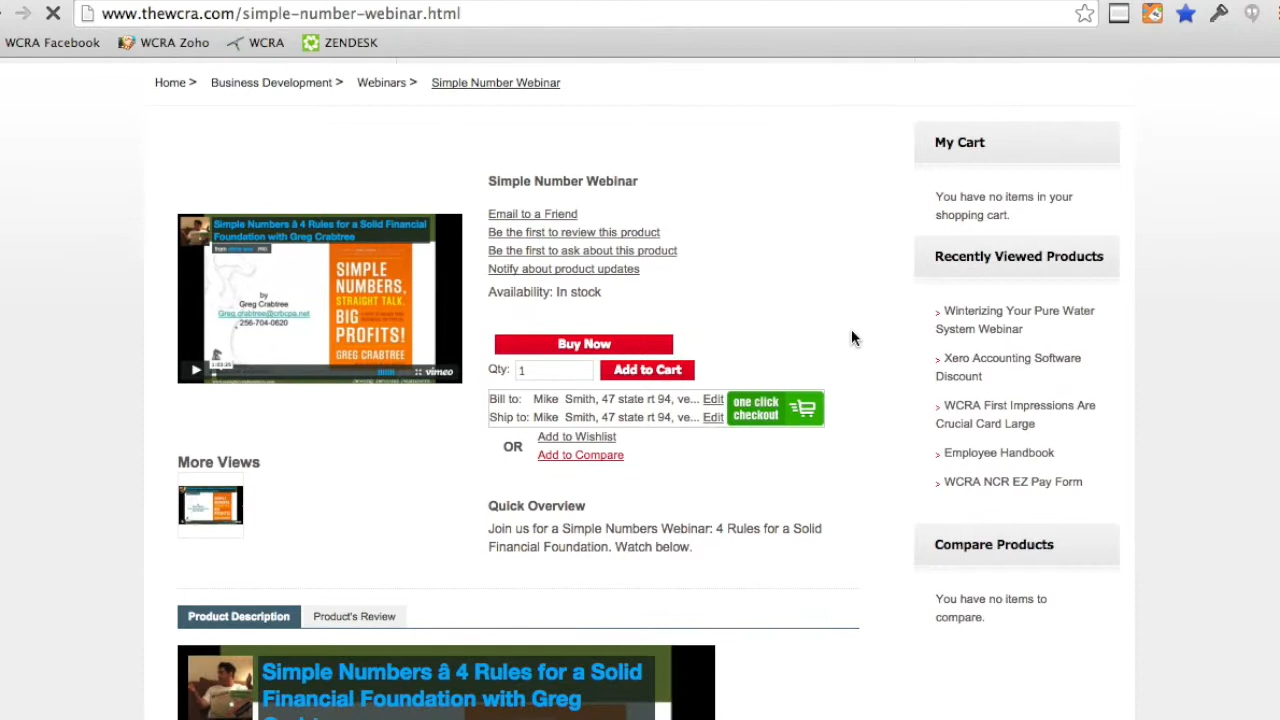 www.thewcra.com/simple-number-webinar.html
WCRA Facebook WCRA Zoho WCRA ZENDESK
Home > Business Development > Webinars > Simple Number Webinar
Simple Number Webinar
Email to a Friend
Be the first to review this product
Be the first to ask about this product
Notify about product updates
Availability: In stock
Buy Now
Qty: 1 Add to Cart
Bill to: Mike Smith, 47 state rt 94, ve... Edit
Ship to: Mike Smith, 47 state rt 94, ve... Edit
one click
checkout
OR
Add to Wishlist
Add to Compare
Simple Numbers â 4 Rules for a Solid Financial
Foundation with Greg Crabtree
by
Greg Crabtree
Greg.crabtree@crbcpa.net
256-704-0620
SIMPLE
NUMBERS,
STRAIGHT TALK,
BIG
PROFITS!
GREG CRABTREE
1:03:25
vimeo
More Views
Quick Overview
Join us for a Simple Numbers Webinar: 4 Rules for a Solid
Financial Foundation. Watch below.
Product Description Product's Review
Simple Numbers â 4 Rules for a Solid
Financial Foundation with Greg
My Cart
You have no items in your
shopping cart.
Recently Viewed Products
Winterizing Your Pure Water
System Webinar
Xero Accounting Software
Discount
WCRA First Impressions Are
Crucial Card Large
Employee Handbook
WCRA NCR EZ Pay Form
Compare Products
You have no items to
compare.